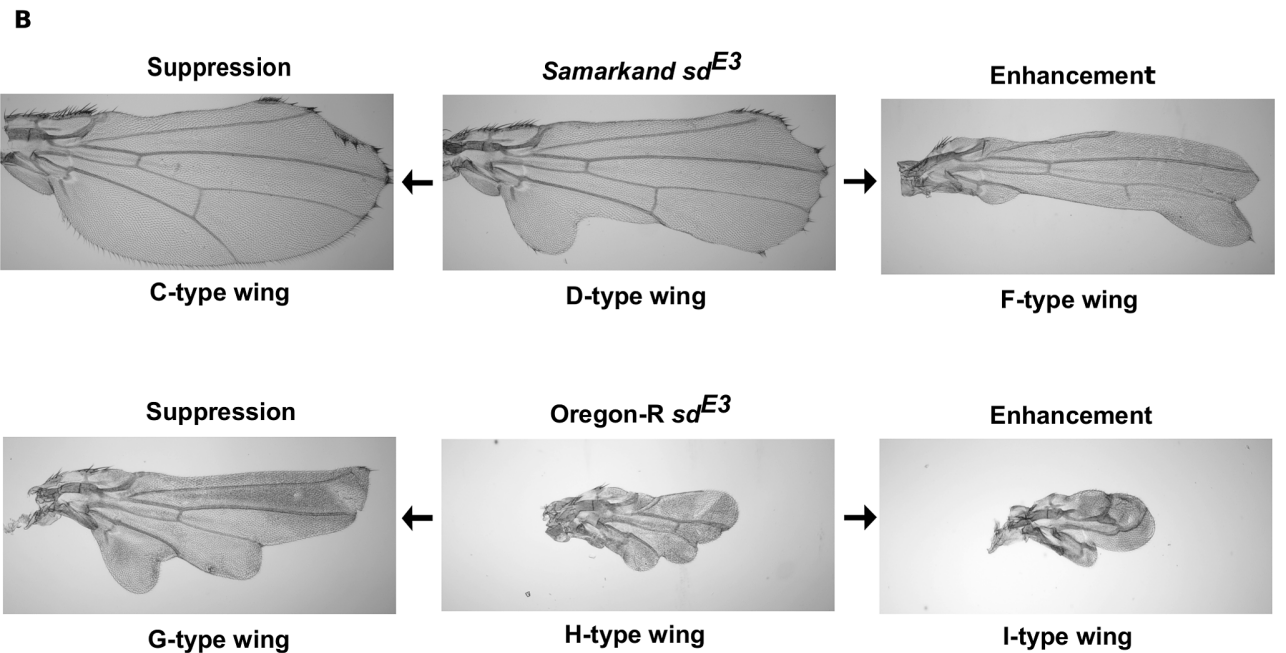 B
Suppression
Samarkand sdE3
Enhancement
C-type wing
D-type wing
F-type wing
Suppression
Oregon-R sdE3
Enhancement
G-type wing
H-type wing
I-type wing